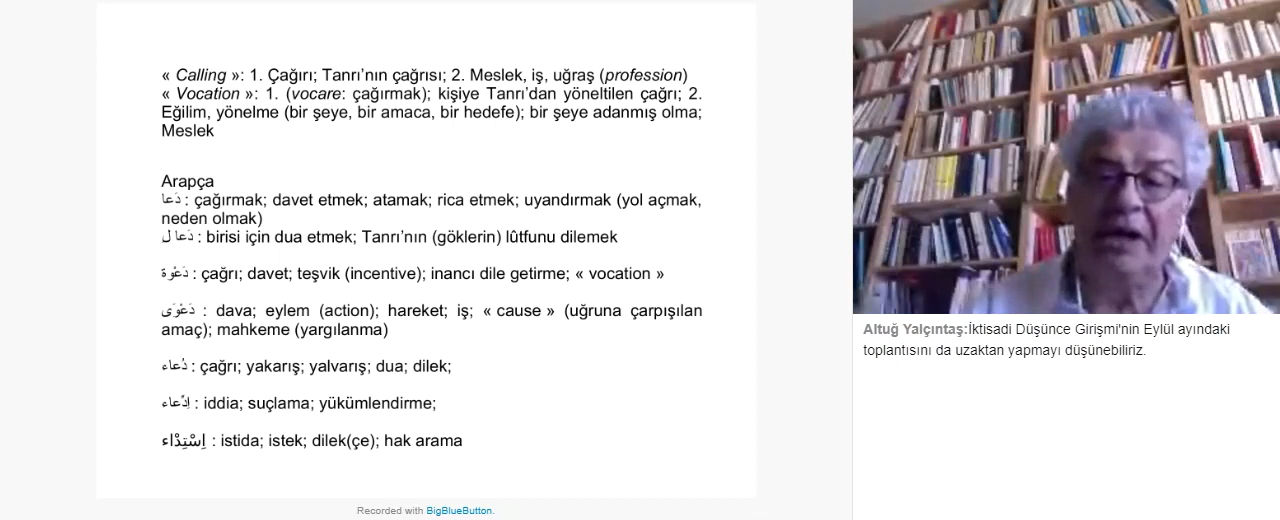 « Calling »: 1. Çağırı; Tanrı’nın çağrısı; 2. Meslek, iş, uğraş (profession)
« Vocation »: 1. (vocare: çağırmak); kişiye Tanrı’dan yöneltilen çağrı; 2.
Eğilim, yönelme (bir şeye, bir amaca, bir hedefe); bir şeye adanmış olma;
Meslek
Arapça
دَعا : çağırmak; davet etmek; atamak; rica etmek; uyandırmak (yol açmak,
neden olmak)
دَعا ل : birisi için dua etmek; Tanrı’nın (göklerin) lûtfunu dilemek
دَعْوة : çağrı; davet; teşvik (incentive); inancı dile getirme; « vocation »
دَعْوَى : dava; eylem (action); hareket; iş; « cause » (uğruna çarpışılan
amaç); mahkeme (yargılanma)
دُعاء : çağrı; yakarış; yalvarış; dua; dilek;
اِدِّعاء : iddia; suçlama; yükümlendirme;
اِسْتِدْاء : istida; istek; dilek(çe); hak arama
Recorded with BigBlueButton.
Altuğ Yalçıntaş:İktisadi Düşünce Girişmi'nin Eylül ayındaki
toplantısını da uzaktan yapmayı düşünebiliriz.